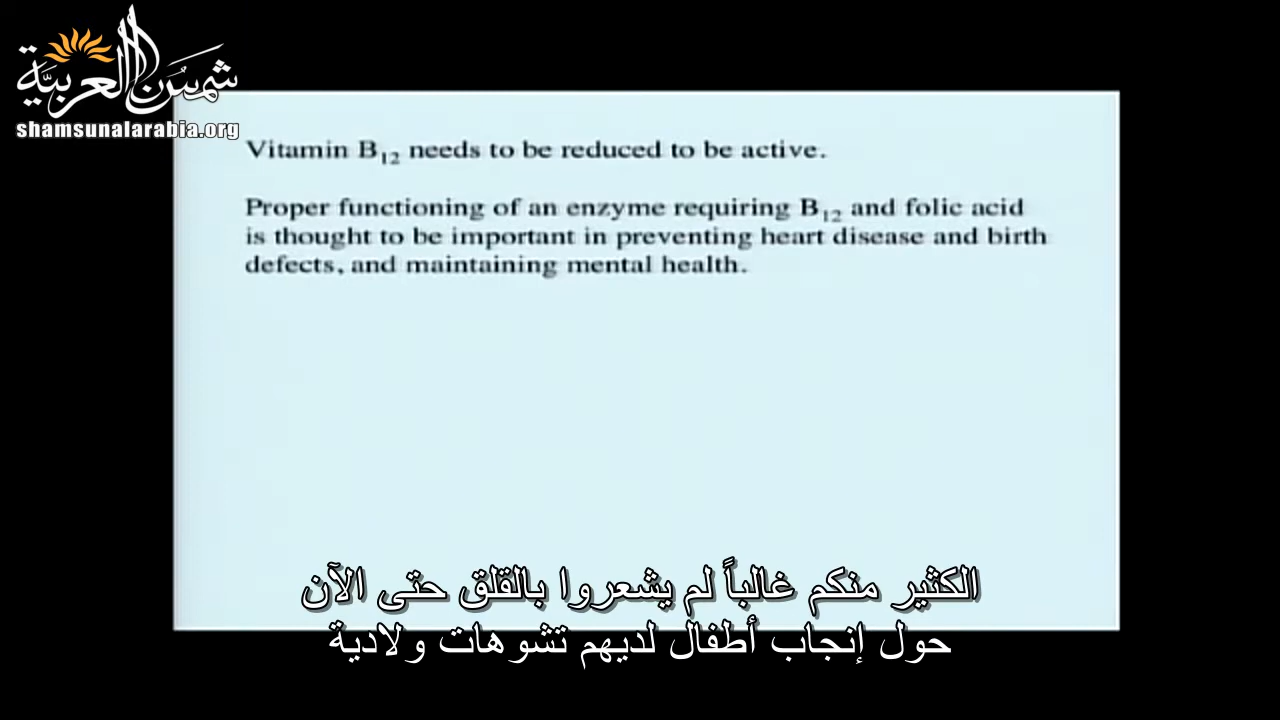 شمس العربية
shamsunalarabia.org
Vitamin B12 needs to be reduced to be active.
Proper functioning of an enzyme requiring B12 and folic acid
is thought to be important in preventing heart disease and birth
defects, and maintaining mental health.
الكثير منكم غالباً لم يشعروا بالقلق حتى الآن
حول إنجاب أطفال لديهم تشوهات ولادية